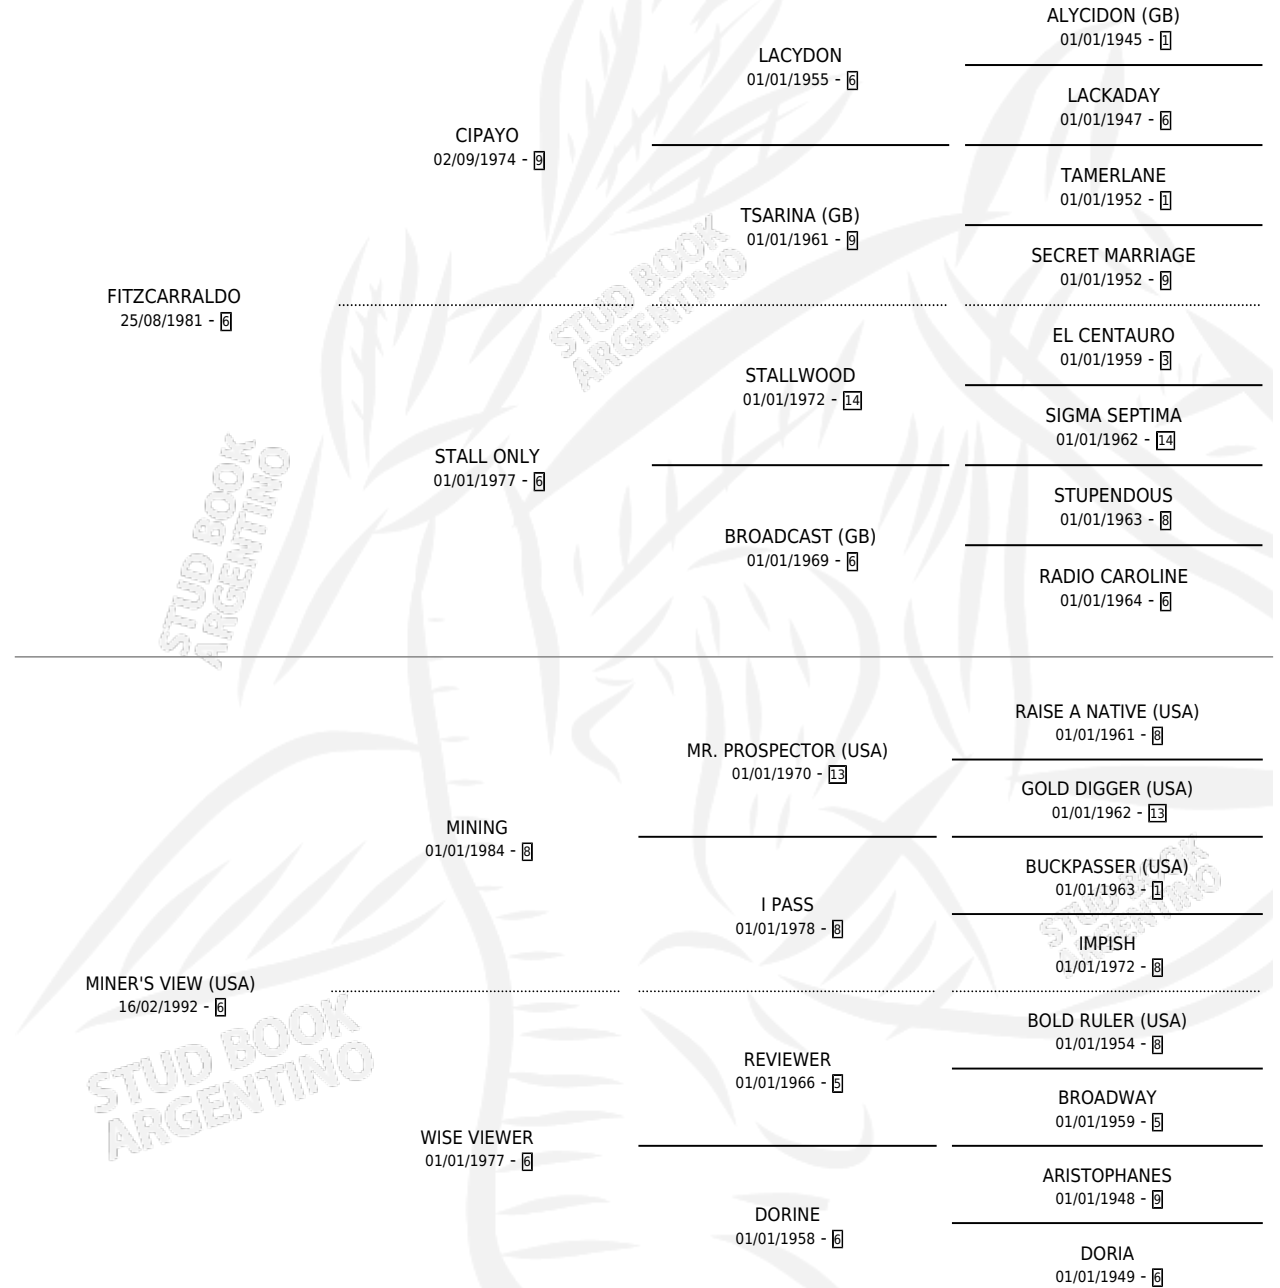 ALYCIDON (GB)
01/01/1945 - 1
LACYDON
01/01/1955 - 6
LACKADAY
01/01/1947 - 6
CIPAYO
02/09/1974 - 9
TAMERLANE
01/01/1952 - 1
TSARINA (GB)
01/01/1961 - 9
SECRET MARRIAGE
01/01/1952 - 9
FITZCARRALDO
25/08/1981 - 6
EL CENTAURO
01/01/1959 - 3
STALLWOOD
01/01/1972 - 14
SIGMA SEPTIMA
01/01/1962 - 14
STALL ONLY
01/01/1977 - 6
STUPENDOUS
01/01/1963 - 8
BROADCAST (GB)
01/01/1969 - 6
RADIO CAROLINE
01/01/1964 - 6
STUD BOOK
ARGENTINO
STUD BOOK
ARGENTINO
RAISE A NATIVE (USA)
01/01/1961 - 8
MR. PROSPECTOR (USA)
01/01/1970 - 13
GOLD DIGGER (USA)
01/01/1962 - 13
MINING
01/01/1984 - 8
BUCKPASSER (USA)
01/01/1963 - 1
I PASS
01/01/1978 - 8
IMPISH
01/01/1972 - 8
MINER'S VIEW (USA)
16/02/1992 - 6
BOLD RULER (USA)
01/01/1954 - 8
REVIEWER
01/01/1966 - 5
BROADWAY
01/01/1959 - 5
WISE VIEWER
01/01/1977 - 6
ARISTOPHANES
01/01/1948 - 9
DORINE
01/01/1958 - 6
DORIA
01/01/1949 - 6
STUD BOOK
ARGENTINO
STUD BOOK
ARGENTINO